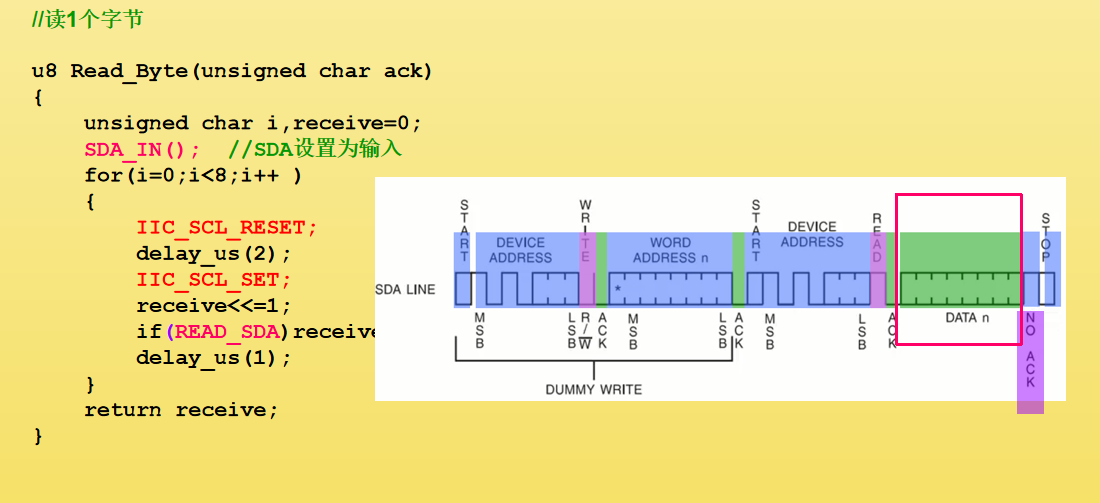 //读1个字节
u8 Read_Byte(unsigned char ack)
{
unsigned char i,receive=0;
SDA_IN(); //SDA设置为输入
for(i=0;i<8;i++ )
{
IIC_SCL_RESET;
delay_us(2);
IIC_SCL_SET;
receive<<=1;
if(READ_SDA)receive
delay_us(1);
}
return receive;
}
START
DEVICE
ADDRESS
WRITE
WORD
ADDRESS n
START
DEVICE
ADDRESS
READ
STOP
SDA LINE
*
MSB
LSB
R/W
ACK
MSB
LSB
ACK
MSB
LSB
ACK
DATA n
NO ACK
DUMMY WRITE